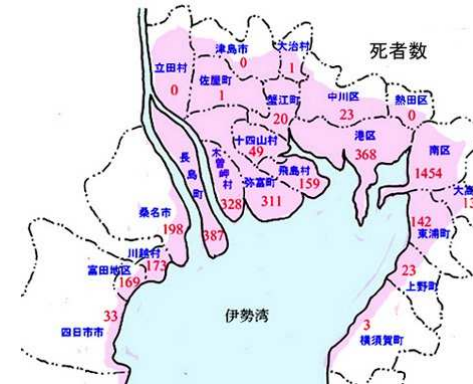 死者数
大治村
1
津島市
0
立田村
0
佐屋町
1
蟹江町
20
中川区
23
熱田区
0
十四山村
49
港区
368
南区
1454
長島町
387
木曽岬村
328
弥富町
311
飛島村
159
桑名市
198
川越村
173
富田地区
169
33
四日市市
142
東浦町
23
上野町
3
横須賀町
伊勢湾